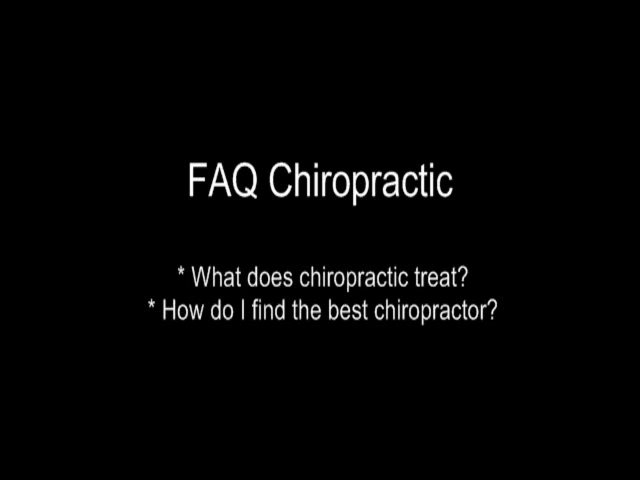 FAQ Chiropractic
* What does chiropractic treat?
* How do I find the best chiropractor?